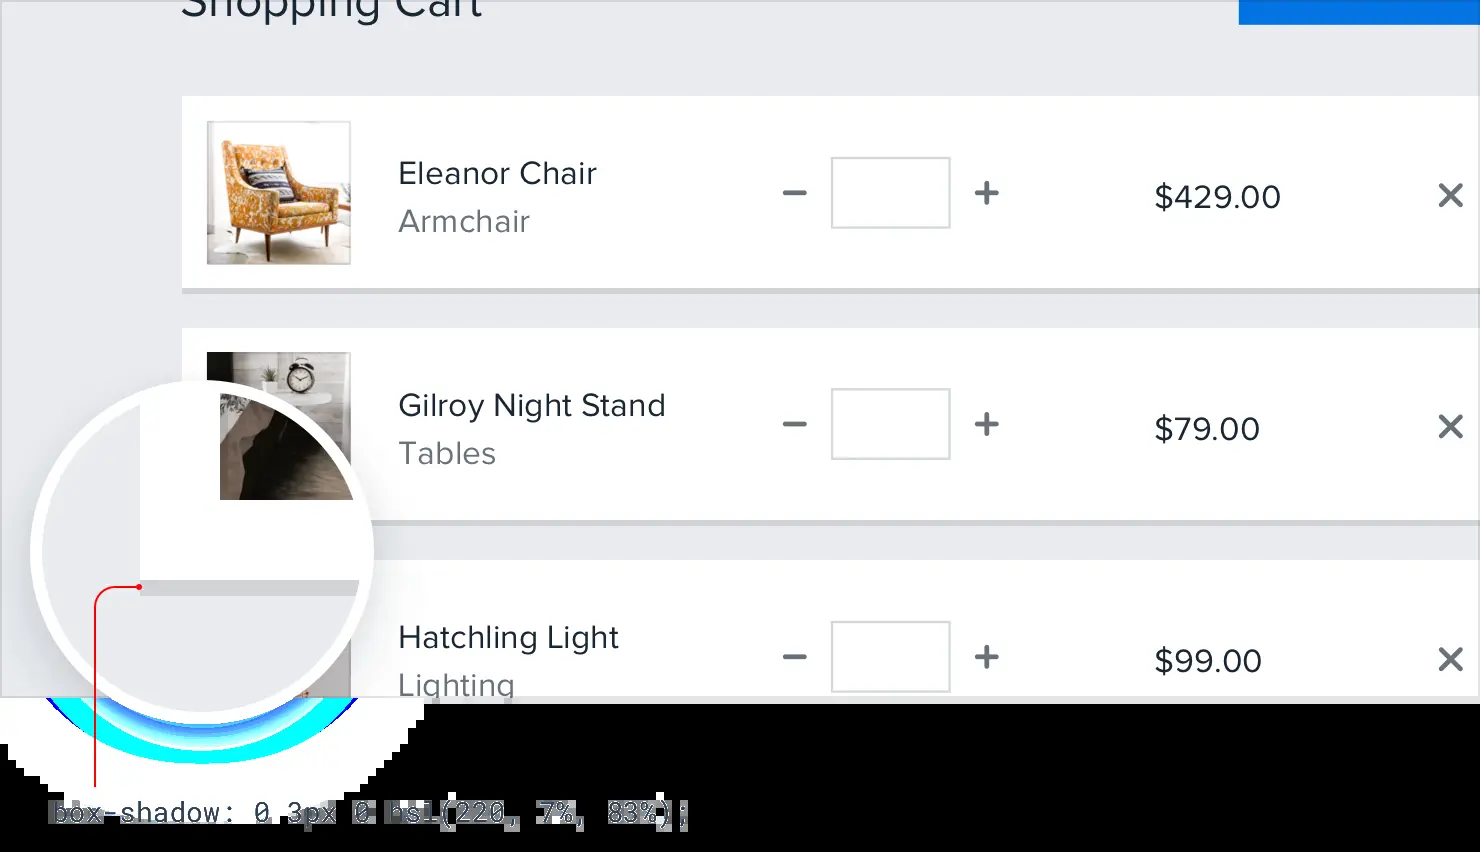 Shopping Cart
Eleanor Chair
Armchair
$429.00
Gilroy Night Stand
Tables
$79.00
Hatchling Light
Lighting
$99.00
box-shadow: 0 3px 0 hsl(220, 7%, 83%);